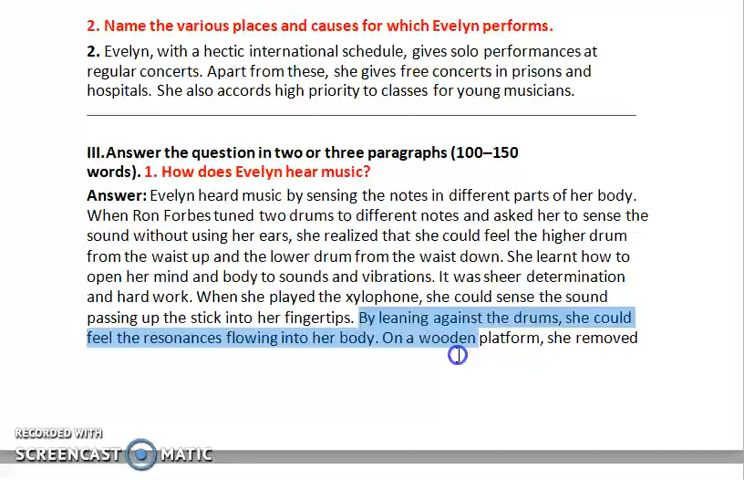 2. Name the various places and causes for which Evelyn performs.
2. Evelyn, with a hectic international schedule, gives solo performances at
regular concerts. Apart from these, she gives free concerts in prisons and
hospitals. She also accords high priority to classes for young musicians.
III.Answer the question in two or three paragraphs (100–150
words). 1. How does Evelyn hear music?
Answer: Evelyn heard music by sensing the notes in different parts of her body.
When Ron Forbes tuned two drums to different notes and asked her to sense the
sound without using her ears, she realized that she could feel the higher drum
from the waist up and the lower drum from the waist down. She learnt how to
open her mind and body to sounds and vibrations. It was sheer determination
and hard work. When she played the xylophone, she could sense the sound
passing up the stick into her fingertips. By leaning against the drums, she could
feel the resonances flowing into her body. On a wooden platform, she removed
RECORDED WITH
SCREENCAST MATIC